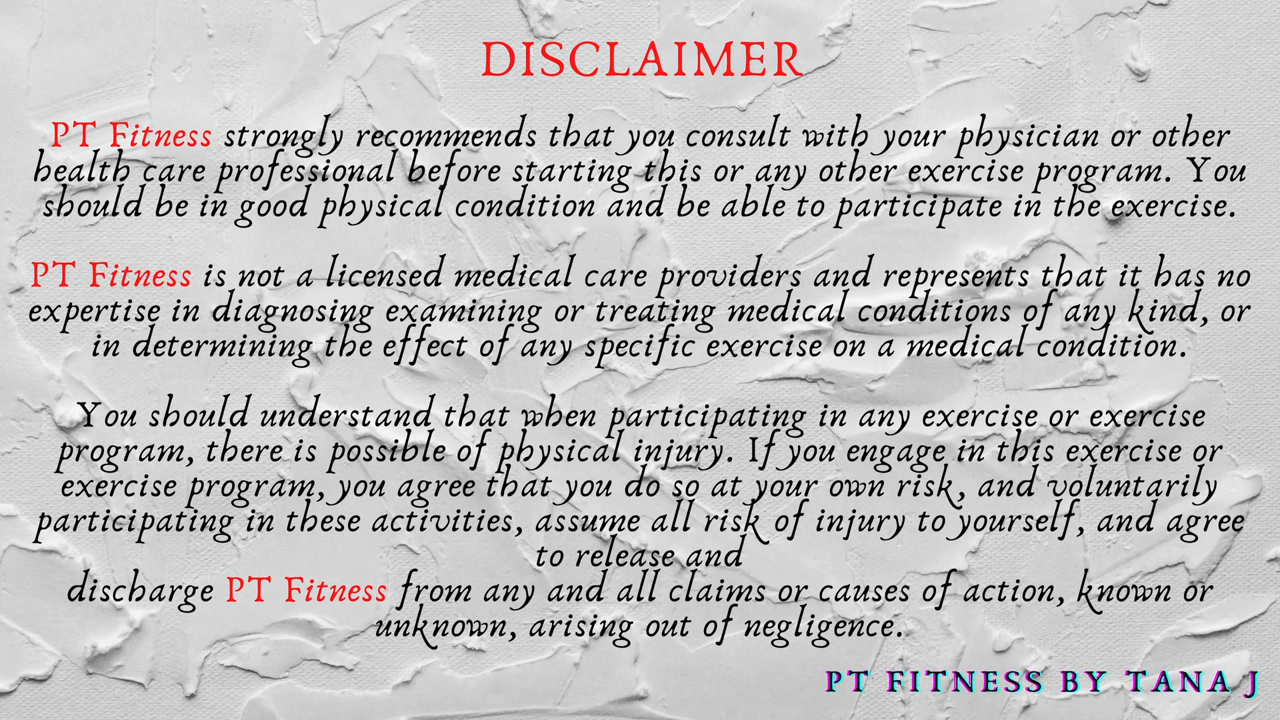 DISCLAIMER
PT Fitness strongly recommends that you consult with your physician or other
health care professional before starting this or any other exercise program. You
should be in good physical condition and be able to participate in the exercise.
PT Fitness is not a licensed medical care providers and represents that it has no
expertise in diagnosing examining or treating medical conditions of any kind, or
in determining the effect of any specific exercise on a medical condition.
You should understand that when participating in any exercise or exercise
program, there is possible of physical injury. If you engage in this exercise or
exercise program, you agree that you do so at your own risk, and voluntarily
participating in these activities, assume all risk of injury to yourself, and agree
to release and
discharge PT Fitness from any and all claims or causes of action, known or
unknown, arising out of negligence.
PT FITNESS BY TANA J